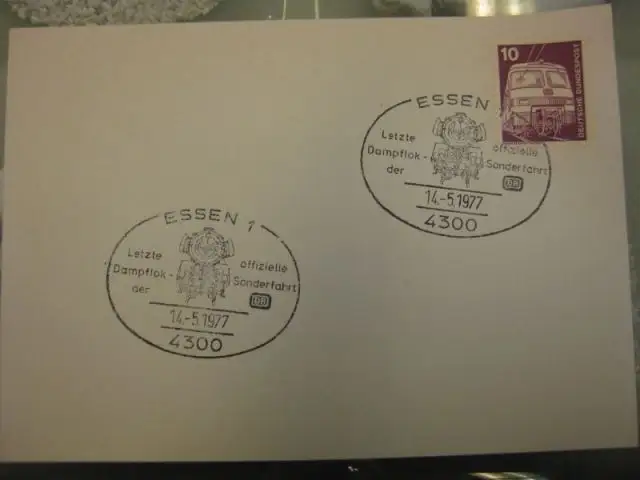 10
DEUTSCHE BUNDESPOST
ESSEN
Letzte offizielle
Dampflok- Sonderfahrt
der DB
14.-5.1977
4300
ESSEN 1
Letzte offizielle
Dampflok- Sonderfahrt
der DB
14.-5.1977
4300